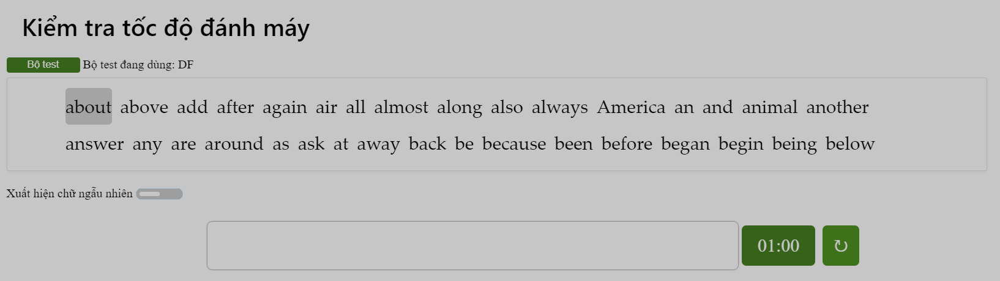 Kiểm tra tốc độ đánh máy
Bộ test Bộ test đang dùng: DF
about above add after again air all almost along also always America an and animal another
answer any are around as ask at away back be because been before began begin being below
Xuất hiện chữ ngẫu nhiên
01:00 ↻